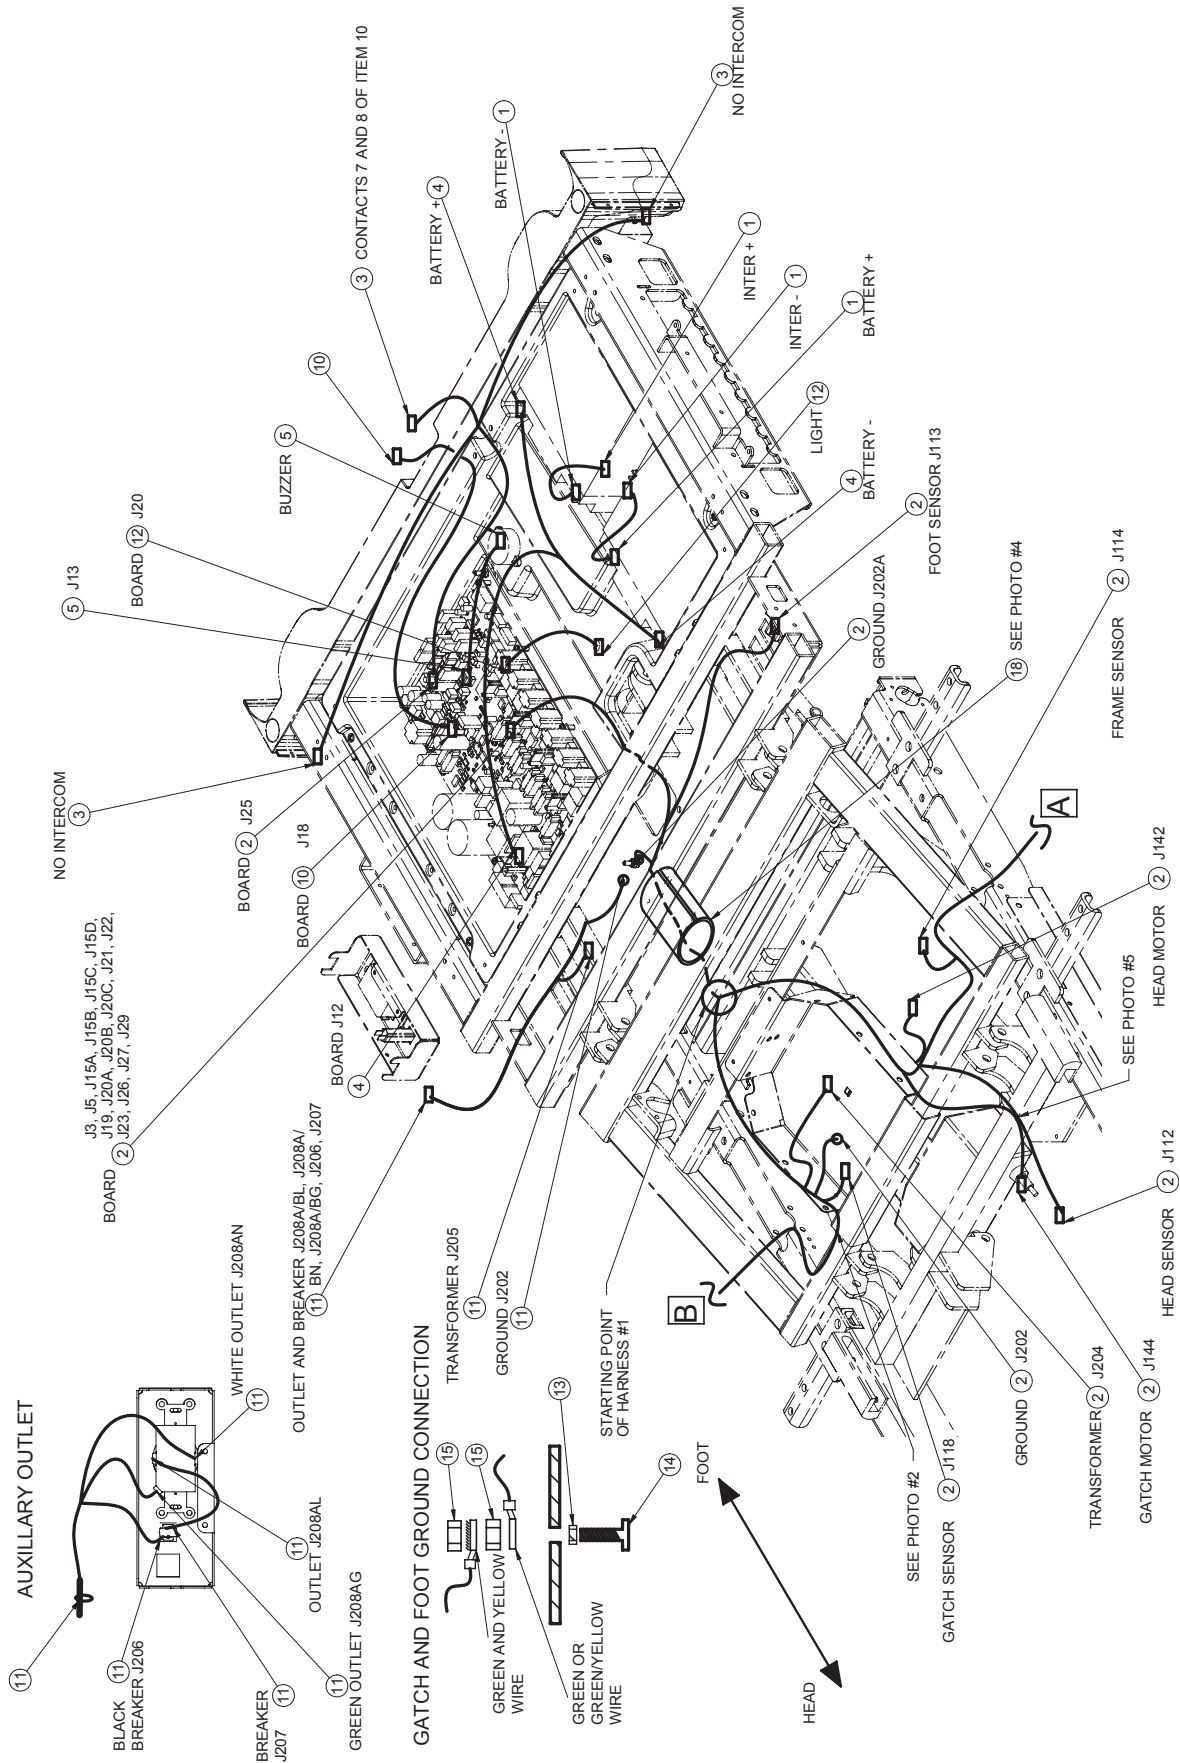 AUXILLARY OUTLET
11
BLACK
BREAKER J206
11
BREAKER
J207
11
GREEN OUTLET J208AG
11
OUTLET J208AL
11
WHITE OUTLET J208AN
11
GATCH AND FOOT GROUND CONNECTION
GREEN AND YELLOW
WIRE
15
15
GREEN OR
GREEN/YELLOW
WIRE
13
14
HEAD
FOOT
NO INTERCOM
3
J3, J5, J15A, J15B, J15C, J15D,
J19, J20A, J20B, J20C, J21, J22,
BOARD 2 J23, J26, J27, J29
BOARD 2 J25
BOARD 10 J18
5 J13
BOARD 12 J20
BUZZER 5
10
3 CONTACTS 7 AND 8 OF ITEM 10
BATTERY + 4
BATTERY - 1
3
NO INTERCOM
1
INTER +
1
INTER -
1
BATTERY +
LIGHT 12
4
BATTERY -
2
FOOT SENSOR J113
2
GROUND J202A
18 SEE PHOTO #4
2 J114
FRAME SENSOR
A
2 J142
HEAD MOTOR
SEE PHOTO #5
HEAD SENSOR 2 J112
GATCH MOTOR 2 J144
TRANSFORMER 2 J204
GROUND 2 J202
GATCH SENSOR 2 J118
SEE PHOTO #2
B
STARTING POINT
OF HARNESS #1
GROUND J202
11
TRANSFORMER J205
11
OUTLET AND BREAKER J208A/BL, J208A/
11 BN, J208A/BG, J206, J207
BOARD J12
4